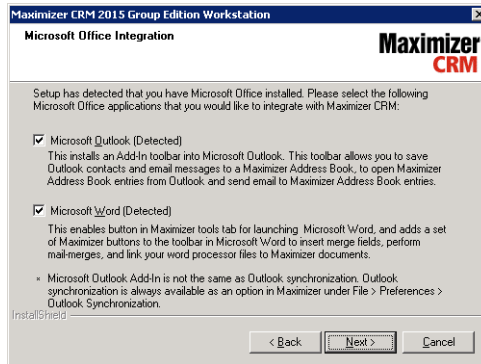 Maximizer CRM 2015 Group Edition Workstation
Microsoft Office Integration
Maximizer
CRM
Setup has detected that you have Microsoft Office installed. Please select the following
Microsoft Office applications that you would like to integrate with Maximizer CRM:
Microsoft Outlook (Detected)
This installs an Add-In toolbar into Microsoft Outlook. This toolbar allows you to save
Outlook contacts and email messages to a Maximizer Address Book, to open Maximizer
Address Book entries from Outlook and send email to Maximizer Address Book entries.
Microsoft Word (Detected)
This enables button in Maximizer tools tab for launching Microsoft Word, and adds a set
of Maximizer buttons to the toolbar in Microsoft Word to insert merge fields, perform
mail-merges, and link your word processor files to Maximizer documents.
Microsoft Outlook Add-In is not the same as Outlook synchronization. Outlook
synchronization is always available as an option in Maximizer under File > Preferences >
Outlook Synchronization.
InstallShield
< Back Next > Cancel